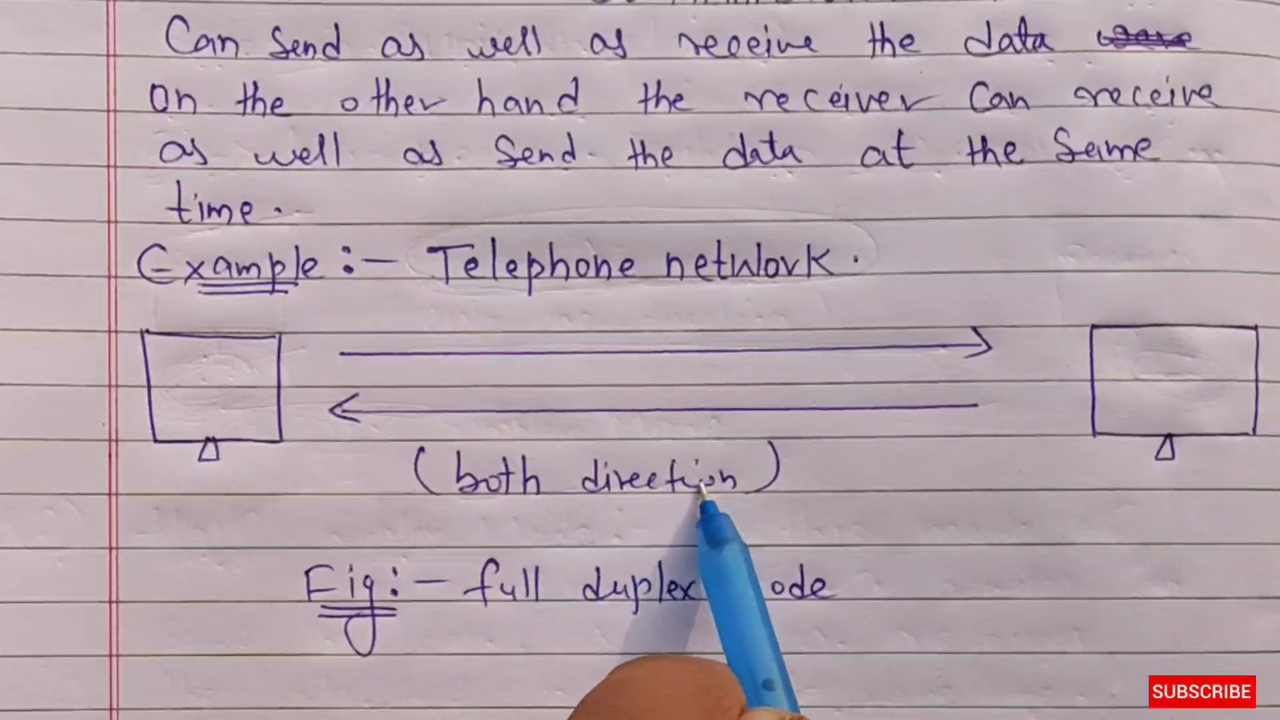 Can Send as well as receive the data
On the other hand the receiver Can receive
as well as Send the data at the Same
time.
Example :- Telephone network.
(both direction)
Fig:- full duplex ode
SUBSCRIBE